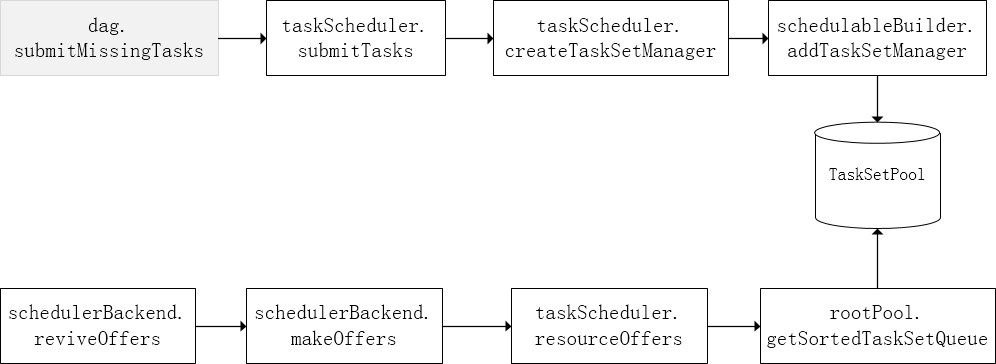 dag.
submitMissingTasks
taskScheduler.
submitTasks
taskScheduler.
createTaskSetManager
schedulableBuilder.
addTaskSetManager
TaskSetPool
schedulerBackend.
reviveOffers
schedulerBackend.
makeOffers
taskScheduler.
resourceOffers
rootPool.
getSortedTaskSetQueue